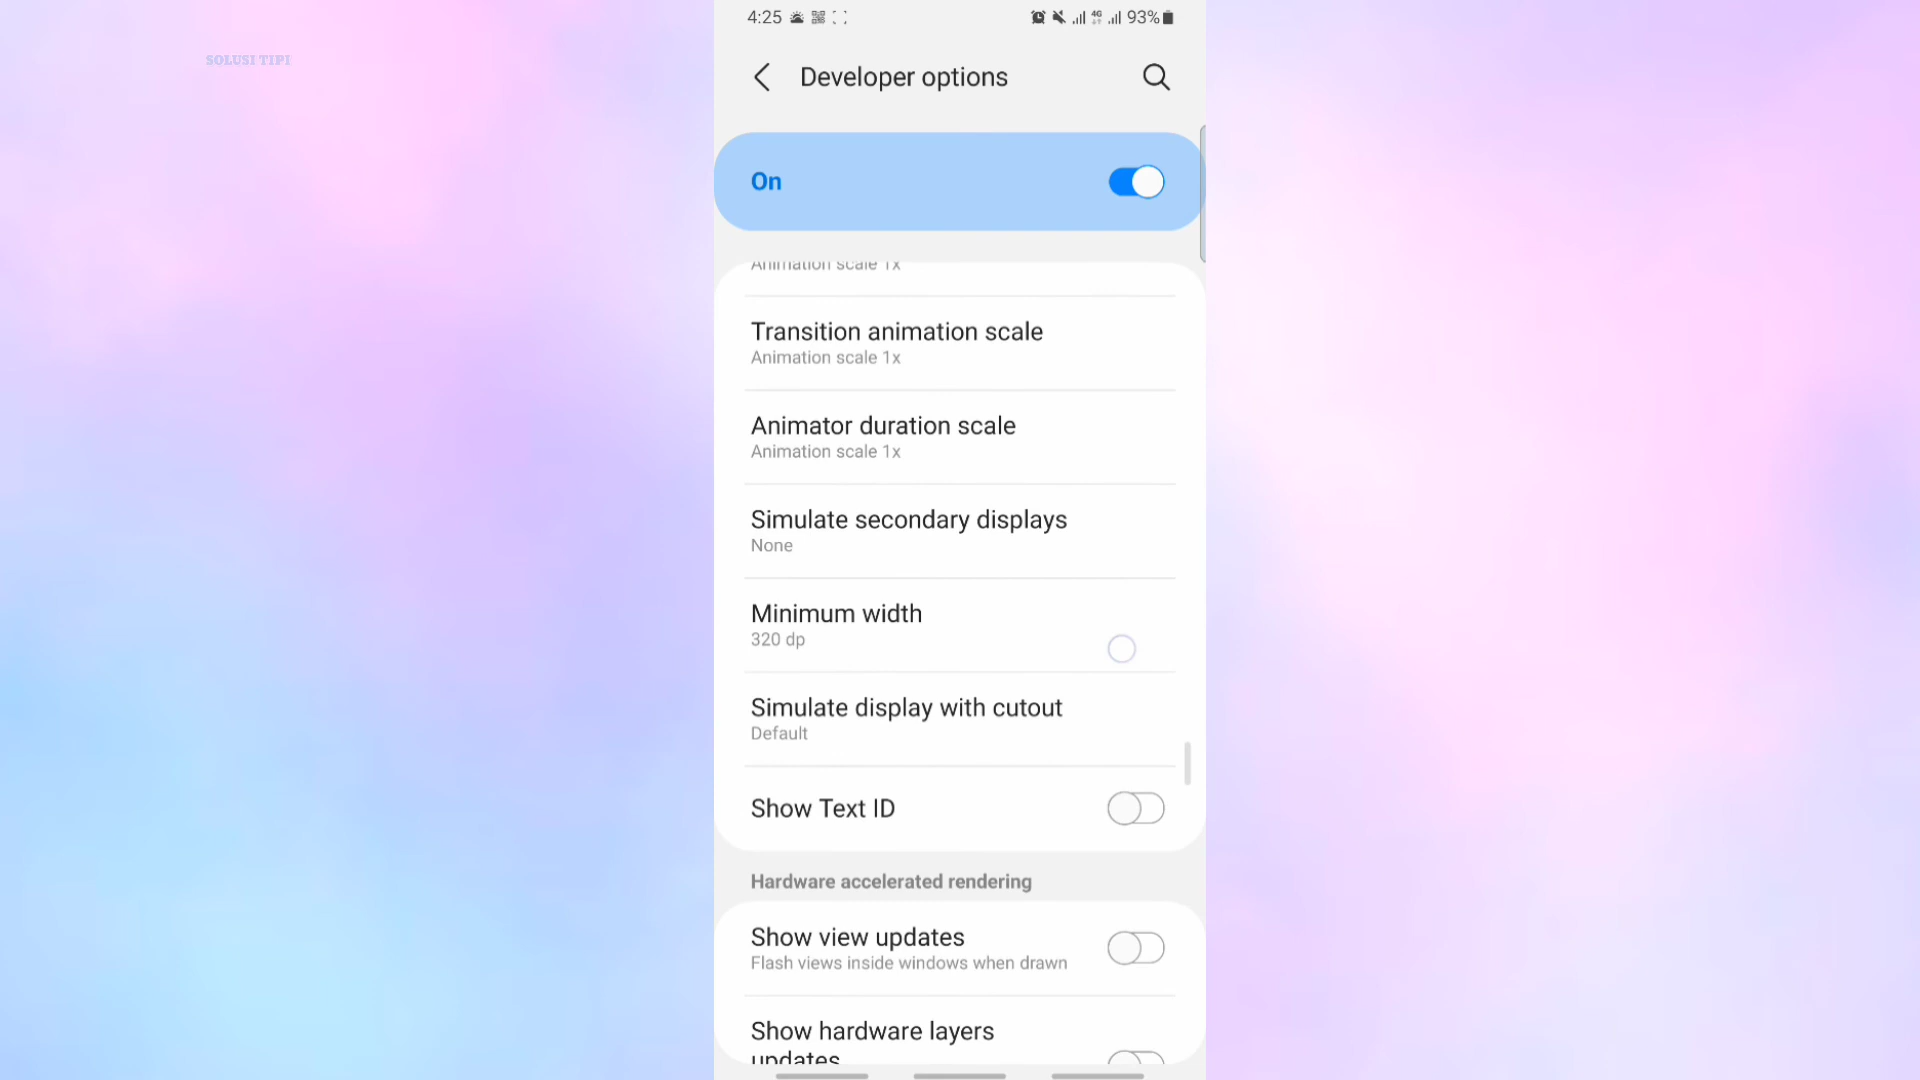 4:25
4G
93%
SOLUSI TIPI
Developer options
On
Animation scale 1x
Transition animation scale
Animation scale 1x
Animator duration scale
Animation scale 1x
Simulate secondary displays
None
Minimum width
320 dp
Simulate display with cutout
Default
Show Text ID
Hardware accelerated rendering
Show view updates
Flash views inside windows when drawn
Show hardware layers
updates